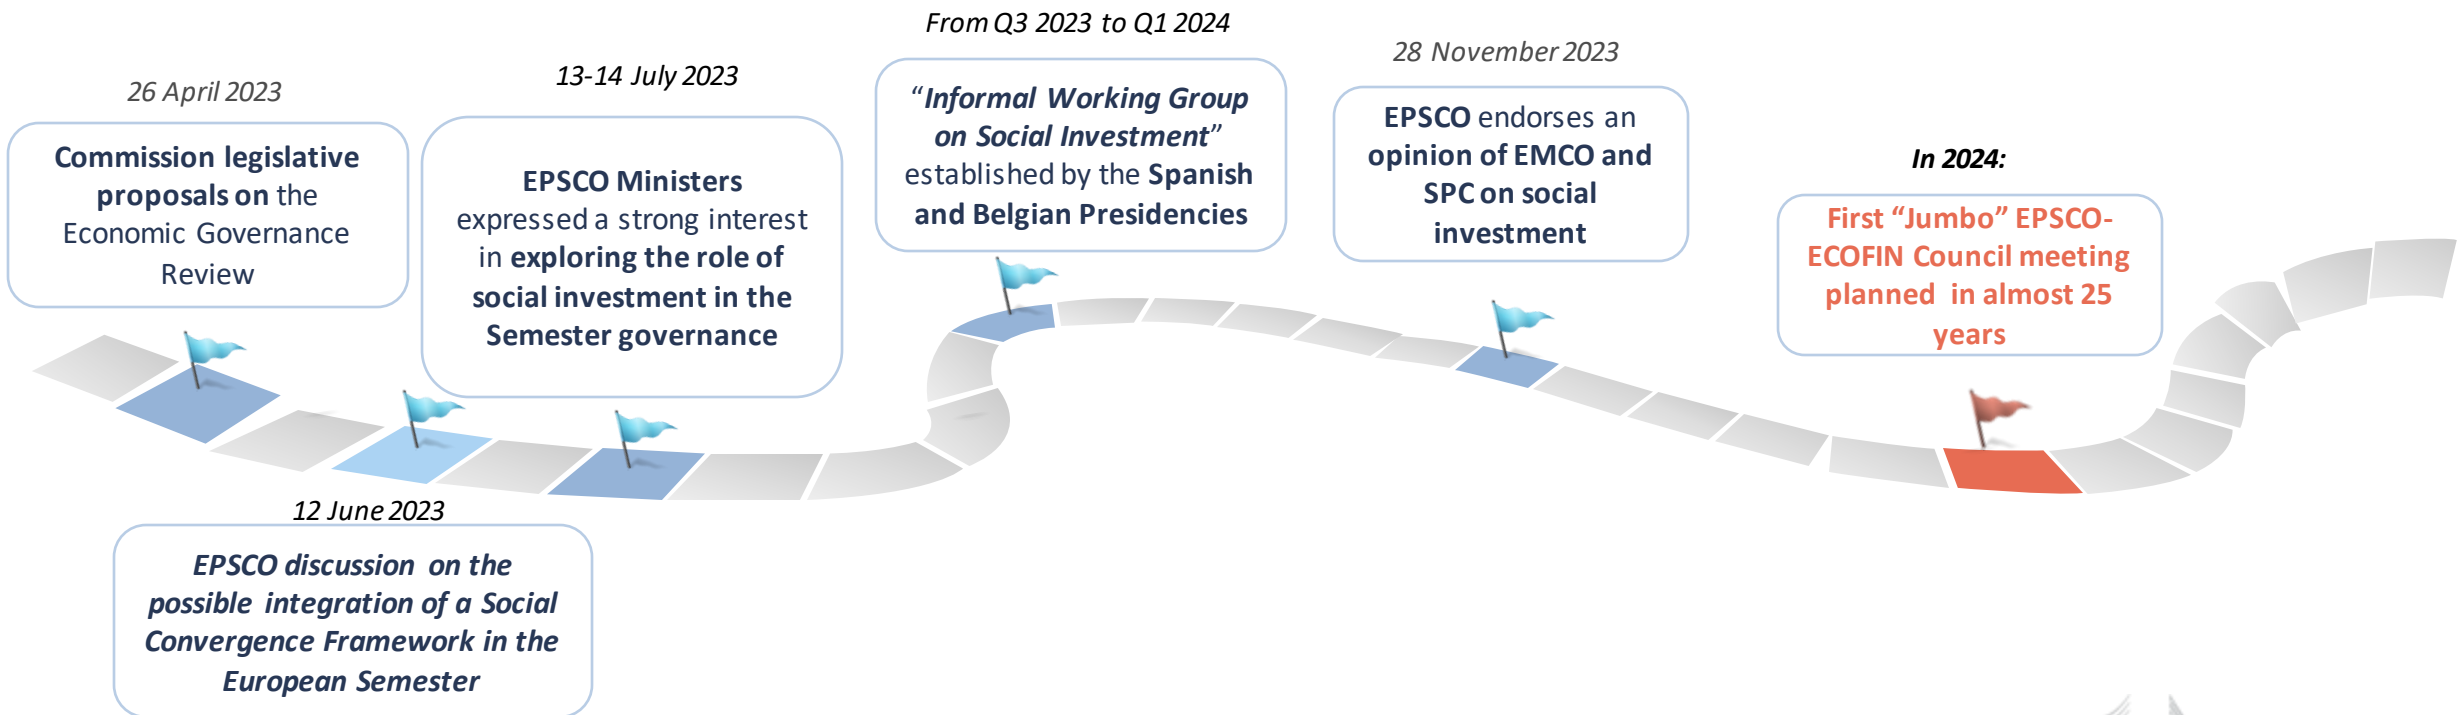 26 April 2023
Commission legislative
proposals on the
Economic Governance
Review
12 June 2023
EPSCO discussion on the
possible integration of a Social
Convergence Framework in the
European Semester
13-14 July 2023
EPSCO Ministers
expressed a strong interest
in exploring the role of
social investment in the
Semester governance
From Q3 2023 to Q1 2024
“Informal Working Group
on Social Investment”
established by the Spanish
and Belgian Presidencies
28 November 2023
EPSCO endorses an
opinion of EMCO and
SPC on social
investment
In 2024:
First “Jumbo” EPSCO-
ECOFIN Council meeting
planned in almost 25
years